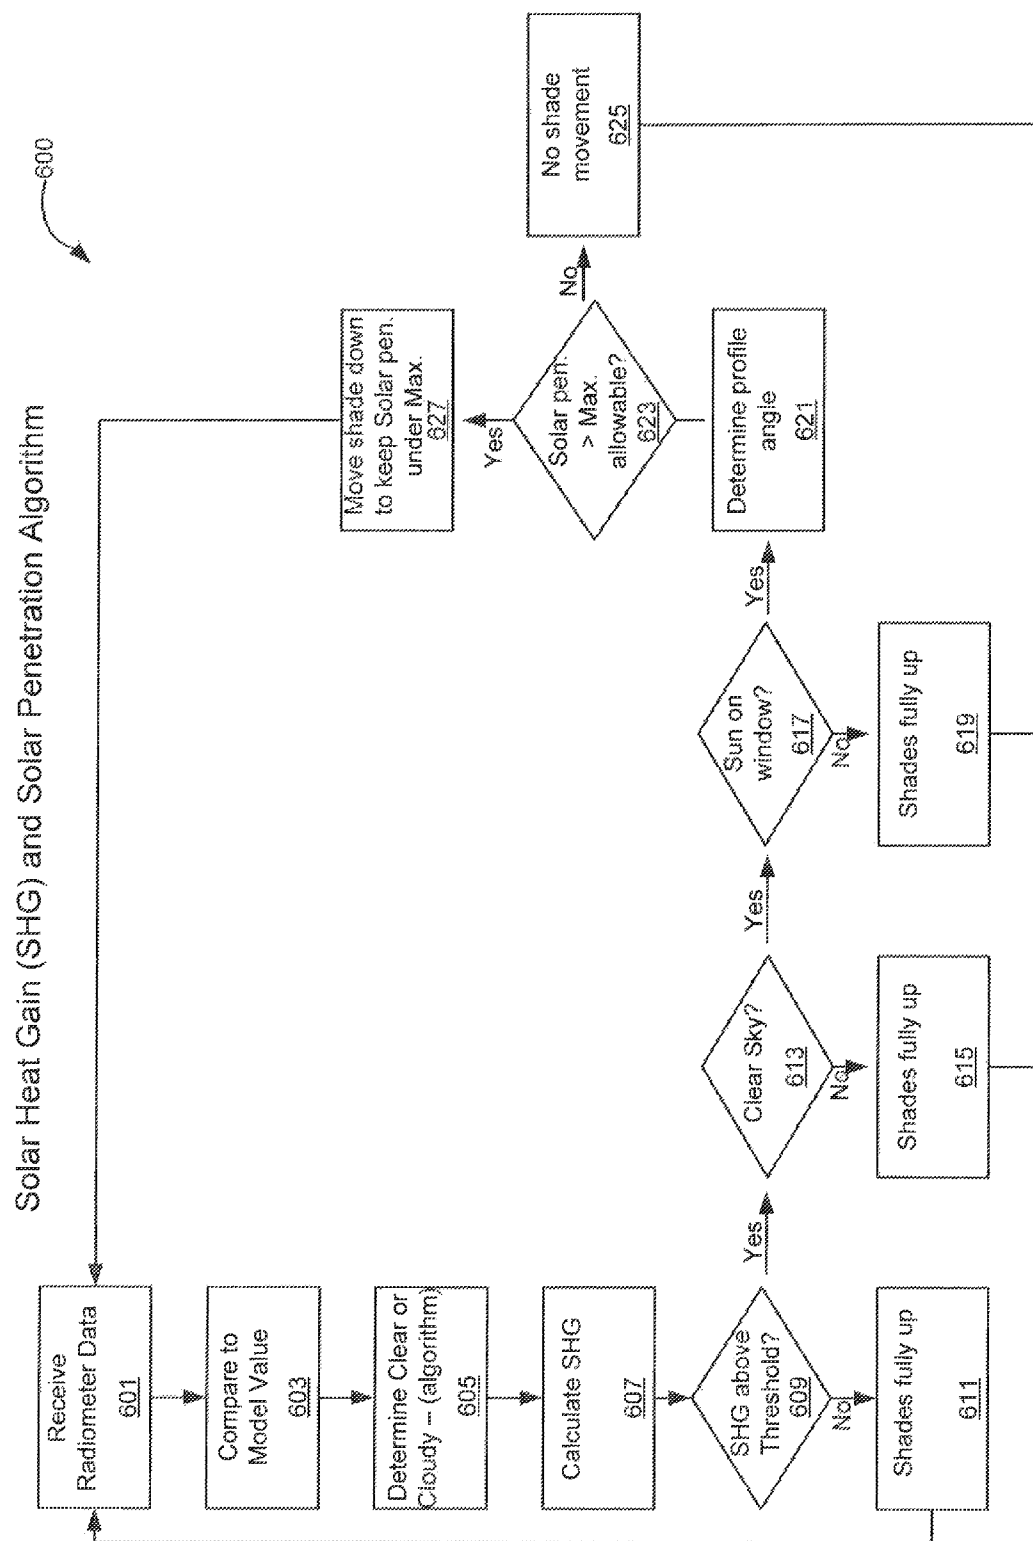 Solar Heat Gain (SHG) and Solar Penetration Algorithm
600
Receive
Radiometer Data
601
Compare to
Model Value
603
Determine Clear or
Cloudy – (algorithm)
605
Calculate SHG
607
SHG above
Threshold?
609
No
Shades fully up
611
Yes
Clear Sky?
613
No
Shades fully up
615
Yes
Sun on
window?
617
No
Shades fully up
619
Yes
Determine profile
angle
621
Solar pen.
> Max.
allowable?
623
Yes
Move shade down
to keep Solar pen.
under Max.
627
No
No shade
movement
625